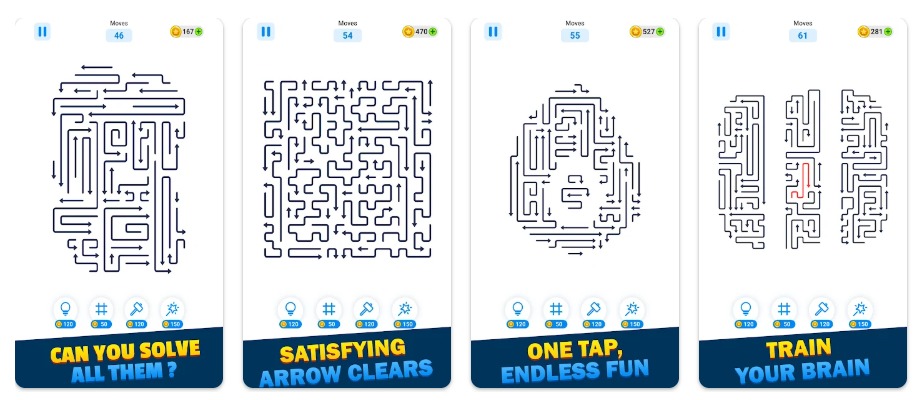 Moves
46
167
120
50
120
150
CAN YOU SOLVE
ALL THEM ?
Moves
54
470
120
50
120
150
SATISFYING
ARROW CLEARS
Moves
55
527
120
50
120
150
ONE TAP,
ENDLESS FUN
Moves
61
281
120
50
120
150
TRAIN
YOUR BRAIN